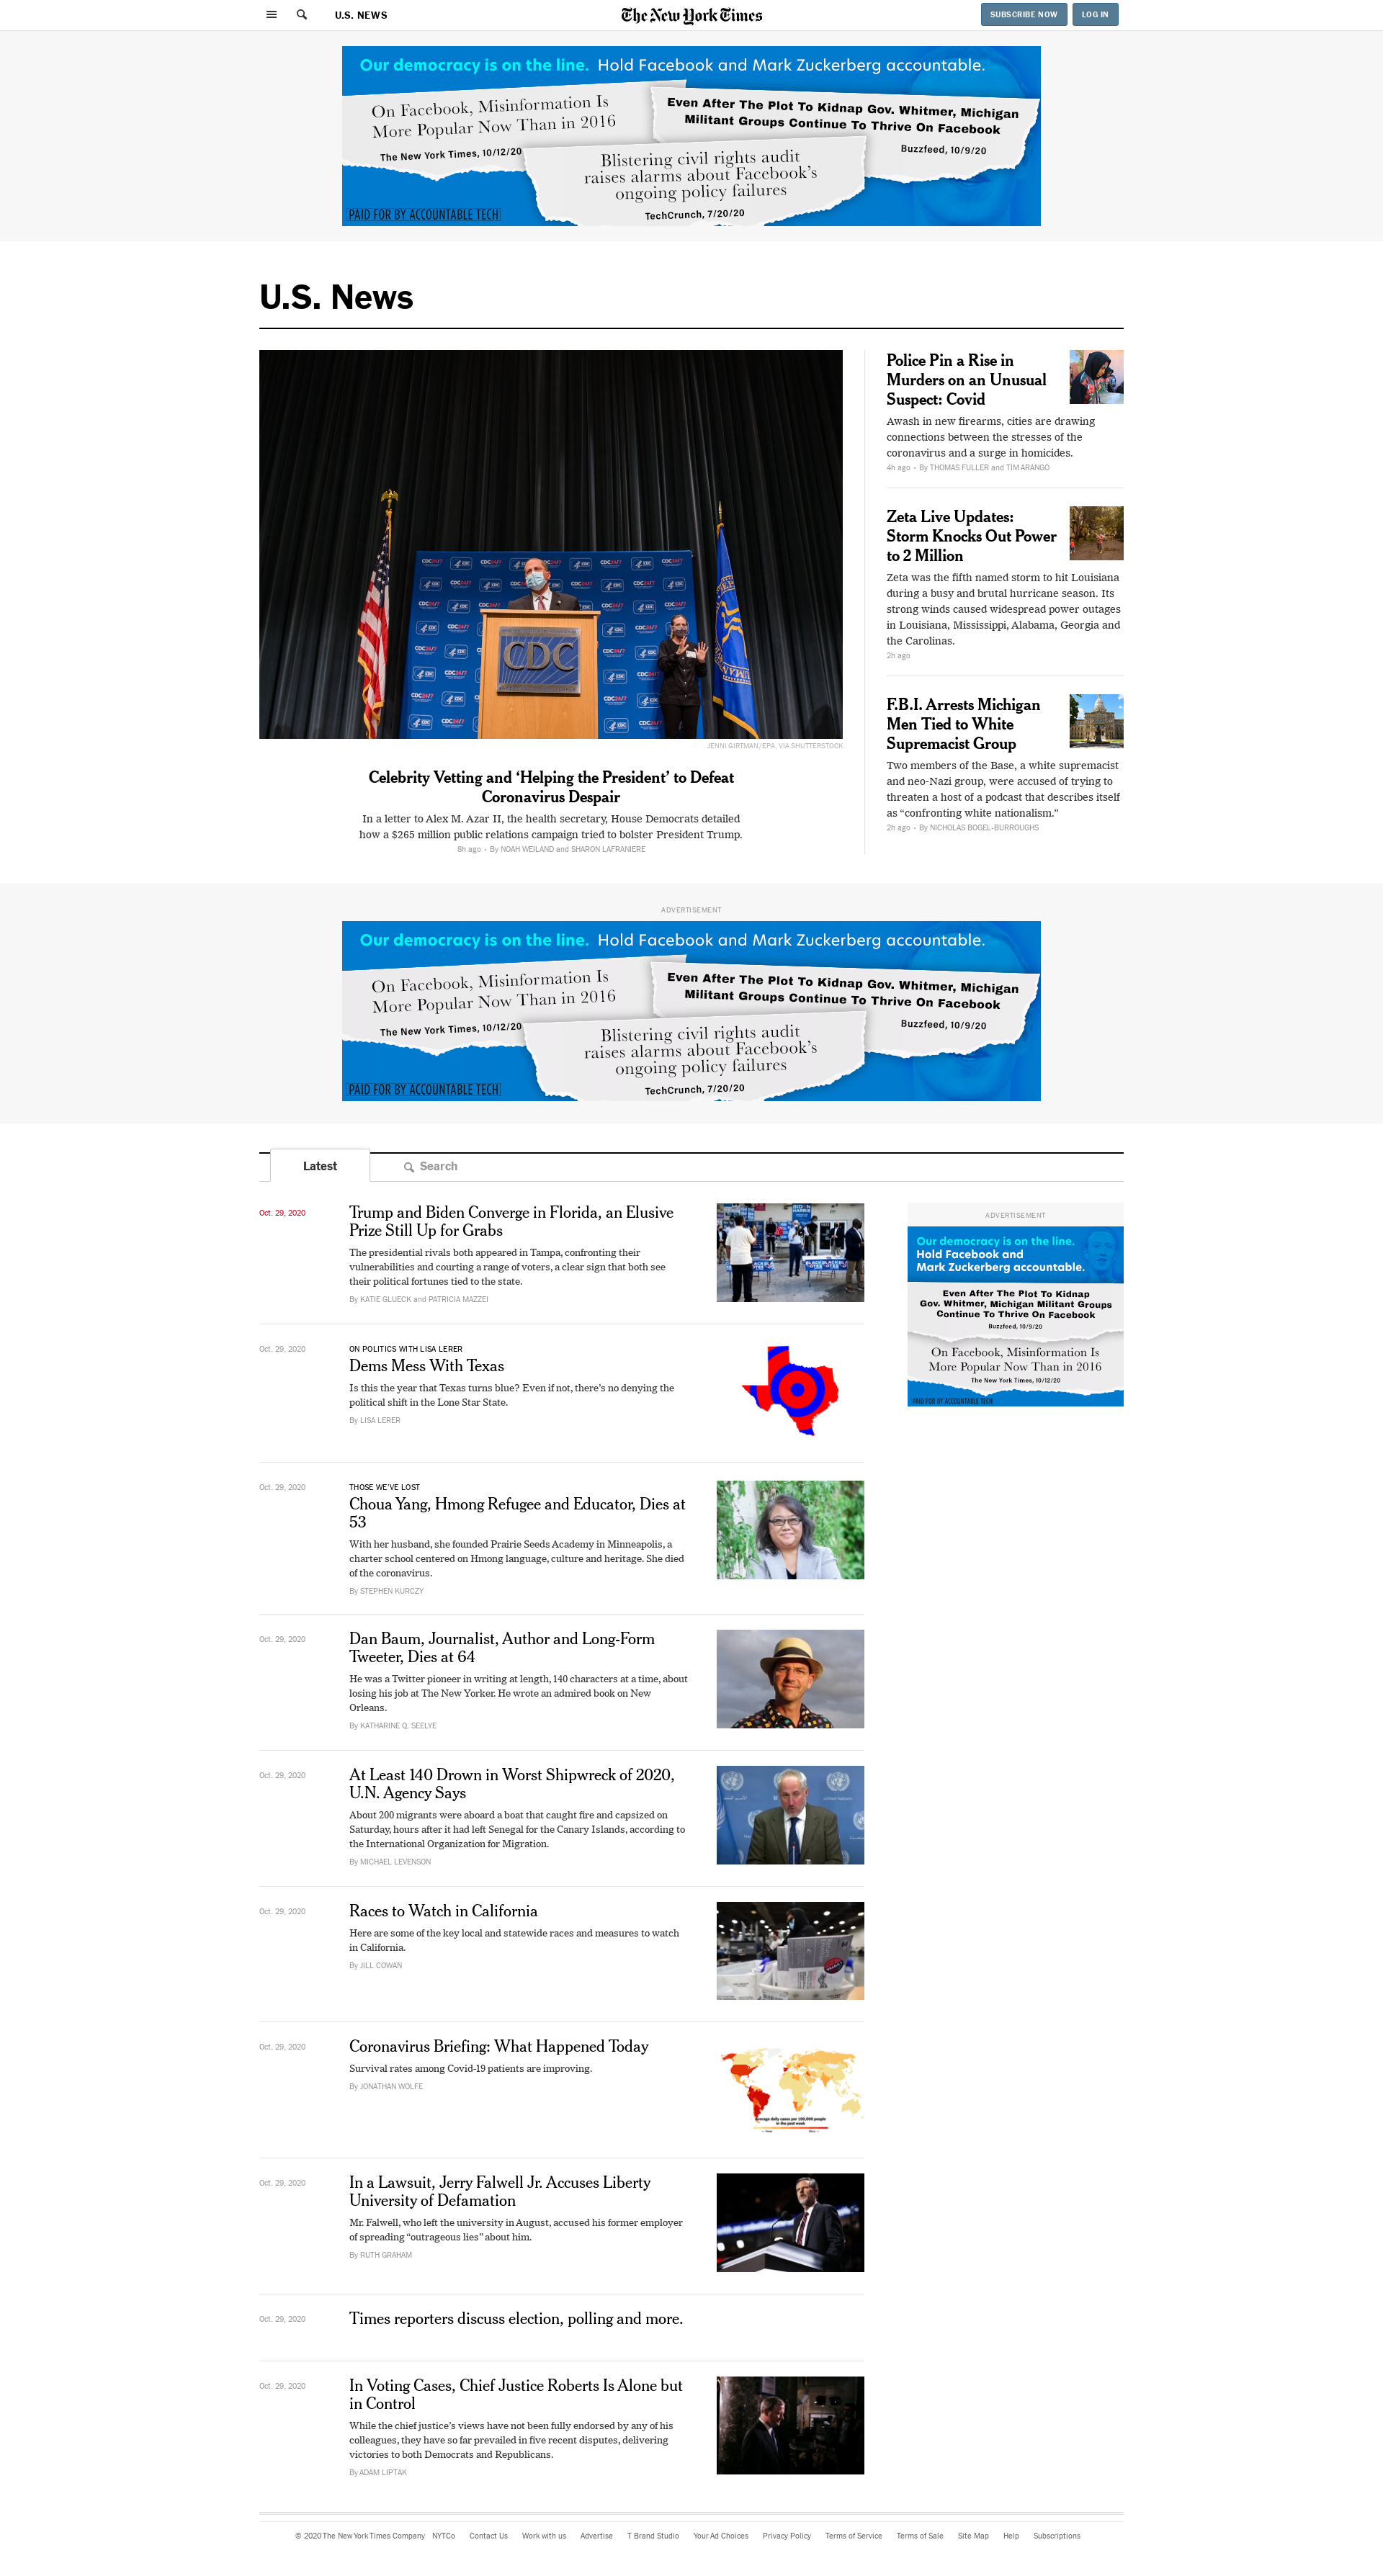 U.S. NEWS
The New York Times
SUBSCRIBE NOW
LOG IN
Our democracy is on the line. Hold Facebook and Mark Zuckerberg accountable.
On Facebook, Misinformation Is
More Popular Now Than in 2016
The New York Times, 10/12/20
Even After The Plot To Kidnap Gov. Whitmer, Michigan
Militant Groups Continue To Thrive On Facebook
Buzzfeed, 10/9/20
Blistering civil rights audit
raises alarms about Facebook's
ongoing policy failures
TechCrunch, 7/20/20
PAID FOR BY ACCOUNTABLE TECH
U.S. News
CDC
JENNI GIRTMAN/EPA, VIA SHUTTERSTOCK
Celebrity Vetting and ‘Helping the President’ to Defeat
Coronavirus Despair
In a letter to Alex M. Azar II, the health secretary, House Democrats detailed
how a $265 million public relations campaign tried to bolster President Trump.
8h ago • By NOAH WEILAND and SHARON LAFRANIERE
Police Pin a Rise in
Murders on an Unusual
Suspect: Covid
Awash in new firearms, cities are drawing
connections between the stresses of the
coronavirus and a surge in homicides.
4h ago • By THOMAS FULLER and TIM ARANGO
Zeta Live Updates:
Storm Knocks Out Power
to 2 Million
Zeta was the fifth named storm to hit Louisiana
during a busy and brutal hurricane season. Its
strong winds caused widespread power outages
in Louisiana, Mississippi, Alabama, Georgia and
the Carolinas.
2h ago
F.B.I. Arrests Michigan
Men Tied to White
Supremacist Group
Two members of the Base, a white supremacist
and neo-Nazi group, were accused of trying to
threaten a host of a podcast that describes itself
as “confronting white nationalism.”
2h ago • By NICHOLAS BOGEL-BURROUGHS
ADVERTISEMENT
Our democracy is on the line. Hold Facebook and Mark Zuckerberg accountable.
On Facebook, Misinformation Is
More Popular Now Than in 2016
The New York Times, 10/12/20
Even After The Plot To Kidnap Gov. Whitmer, Michigan
Militant Groups Continue To Thrive On Facebook
Buzzfeed, 10/9/20
Blistering civil rights audit
raises alarms about Facebook's
ongoing policy failures
TechCrunch, 7/20/20
PAID FOR BY ACCOUNTABLE TECH
Latest
Search
Oct. 29, 2020
Trump and Biden Converge in Florida, an Elusive
Prize Still Up for Grabs
The presidential rivals both appeared in Tampa, confronting their
vulnerabilities and courting a range of voters, a clear sign that both see
their political fortunes tied to the state.
By KATIE GLUECK and PATRICIA MAZZEI
ADVERTISEMENT
Our democracy is on the line.
Hold Facebook and
Mark Zuckerberg accountable.
Even After The Plot To Kidnap
Gov. Whitmer, Michigan Militant Groups
Continue To Thrive On Facebook
Buzzfeed, 10/9/20
On Facebook, Misinformation Is
More Popular Now Than in 2016
The New York Times, 10/12/20
PAID FOR BY ACCOUNTABLE TECH
Oct. 29, 2020
ON POLITICS WITH LISA LERER
Dems Mess With Texas
Is this the year that Texas turns blue? Even if not, there’s no denying the
political shift in the Lone Star State.
By LISA LERER
Oct. 29, 2020
THOSE WE’VE LOST
Choua Yang, Hmong Refugee and Educator, Dies at
53
With her husband, she founded Prairie Seeds Academy in Minneapolis, a
charter school centered on Hmong language, culture and heritage. She died
of the coronavirus.
By STEPHEN KURCZY
Oct. 29, 2020
Dan Baum, Journalist, Author and Long-Form
Tweeter, Dies at 64
He was a Twitter pioneer in writing at length, 140 characters at a time, about
losing his job at The New Yorker. He wrote an admired book on New
Orleans.
By KATHARINE Q. SEELYE
Oct. 29, 2020
At Least 140 Drown in Worst Shipwreck of 2020,
U.N. Agency Says
About 200 migrants were aboard a boat that caught fire and capsized on
Saturday, hours after it had left Senegal for the Canary Islands, according to
the International Organization for Migration.
By MICHAEL LEVENSON
Oct. 29, 2020
Races to Watch in California
Here are some of the key local and statewide races and measures to watch
in California.
By JILL COWAN
Oct. 29, 2020
Coronavirus Briefing: What Happened Today
Survival rates among Covid-19 patients are improving.
By JONATHAN WOLFE
Average daily cases per 100,000 people
in the past week
Oct. 29, 2020
In a Lawsuit, Jerry Falwell Jr. Accuses Liberty
University of Defamation
Mr. Falwell, who left the university in August, accused his former employer
of spreading “outrageous lies” about him.
By RUTH GRAHAM
Oct. 29, 2020
Times reporters discuss election, polling and more.
Oct. 29, 2020
In Voting Cases, Chief Justice Roberts Is Alone but
in Control
While the chief justice’s views have not been fully endorsed by any of his
colleagues, they have so far prevailed in five recent disputes, delivering
victories to both Democrats and Republicans.
By ADAM LIPTAK
© 2020 The New York Times Company NYTCo Contact Us Work with us Advertise T Brand Studio Your Ad Choices Privacy Policy Terms of Service Terms of Sale Site Map Help Subscriptions